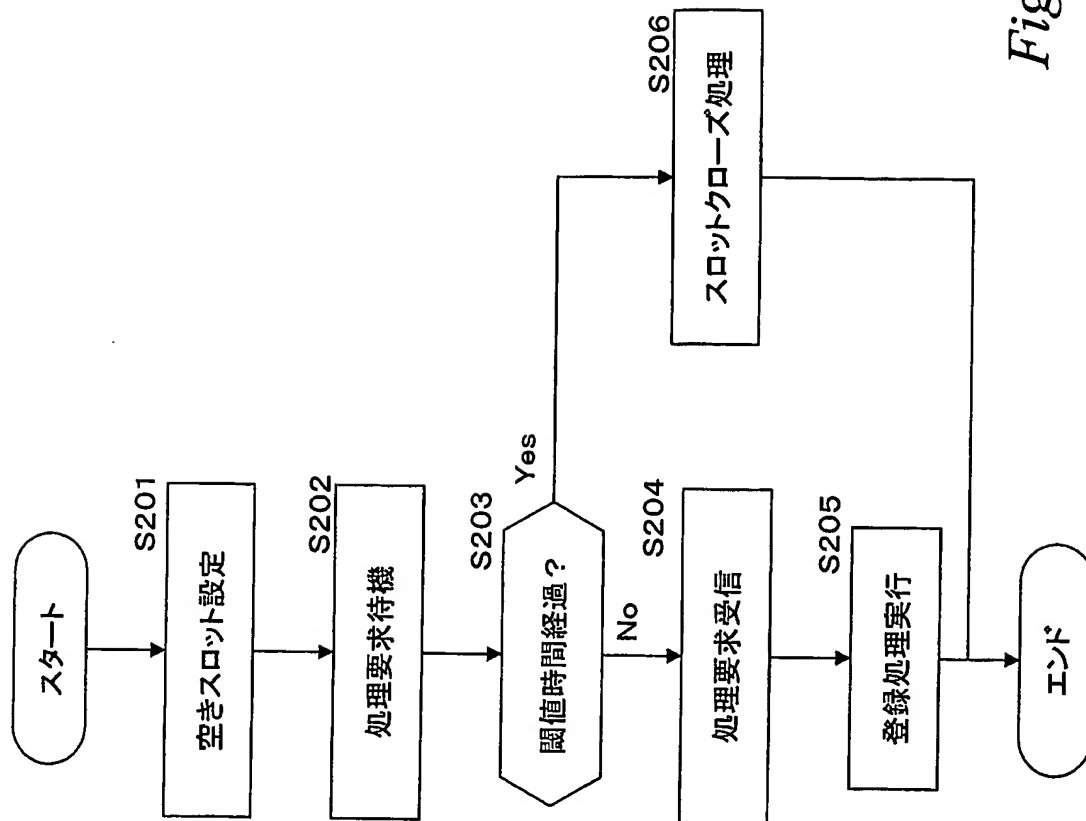 スタート
S201
空きスロット設定
S202
処理要求待機
S203
閾値時間経過？
Yes
No
S204
処理要求受信
S205
登録処理実行
S206
スロットクローズ処理
エンド
Fig